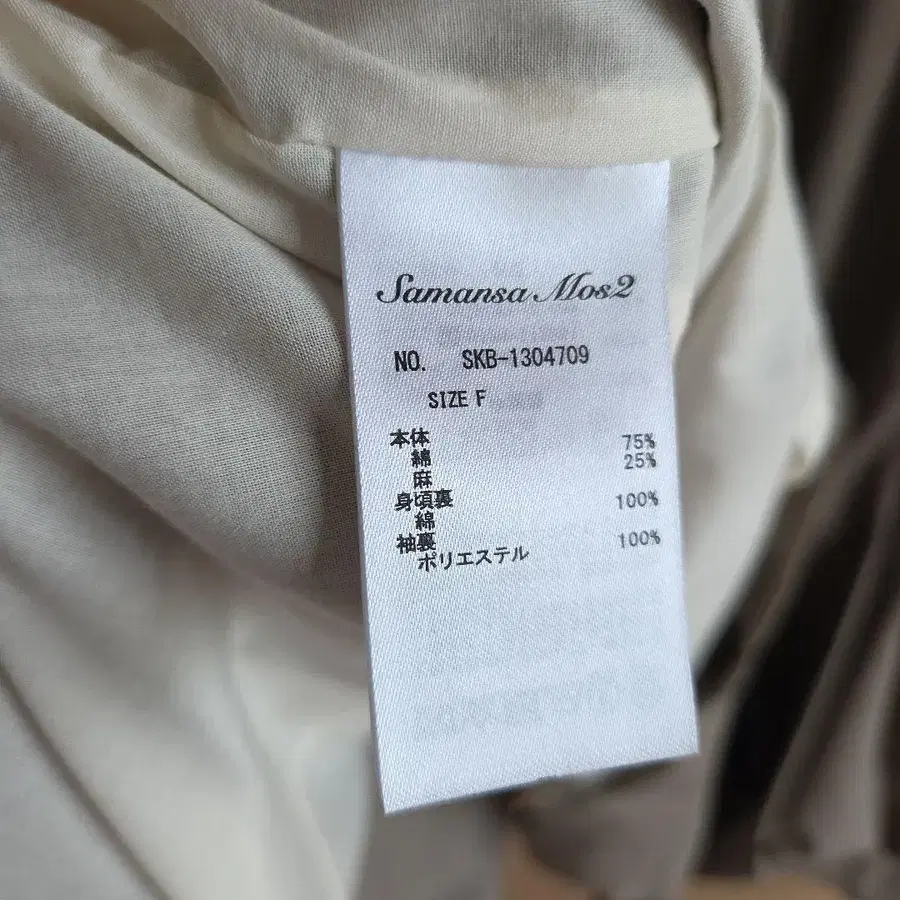 Samansa Mos2
NO. SKB-1304709
SIZE F
本体
綿 75%
麻 25%
身頃裏
綿 100%
袖裏
ポリエステル 100%